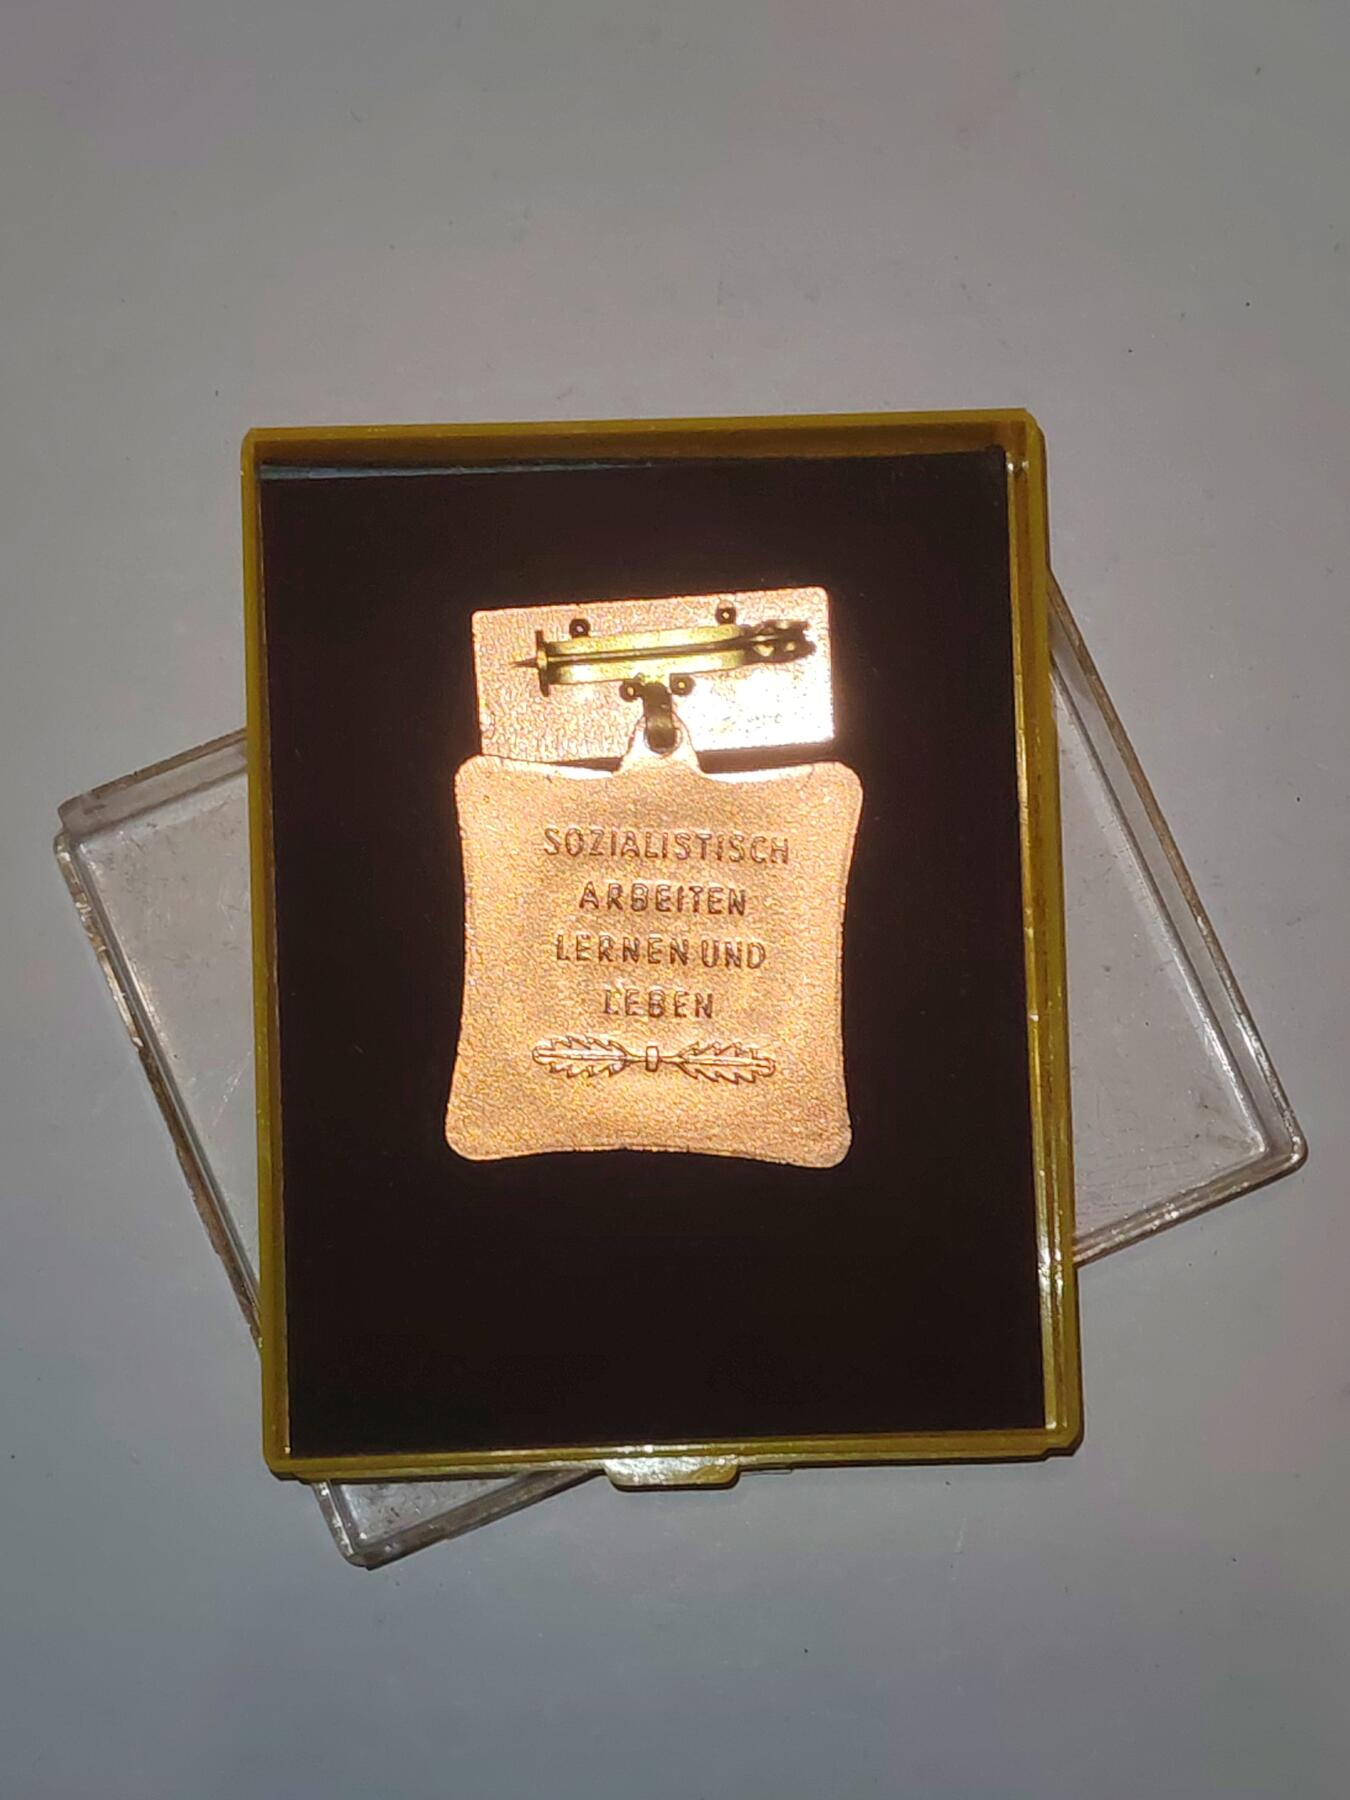 SOZIALISTISCH
ARBEITEN
LERNEN UND
LEBEN